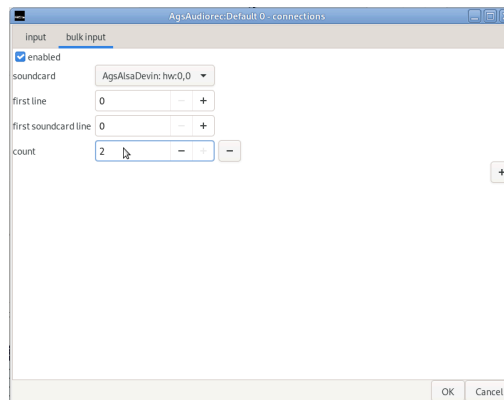 AgsAudiorec:Default 0 - connections
input bulk input
enabled
soundcard AgsAlsaDevin: hw:0,0
first line 0 − +
first soundcard line 0 − +
count 2 − + −
+
OK Cancel